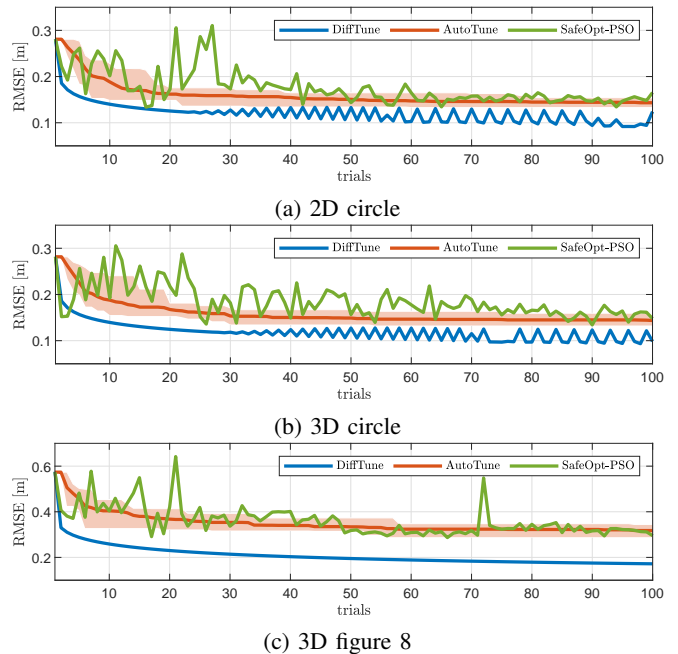 RMSE [m]
0.3
0.2
0.1
DiffTune AutoTune SafeOpt-PSO
10 20 30 40 50 60 70 80 90 100
trials
(a) 2D circle
RMSE [m]
0.3
0.2
0.1
DiffTune AutoTune SafeOpt-PSO
10 20 30 40 50 60 70 80 90 100
trials
(b) 3D circle
RMSE [m]
0.6
0.4
0.2
DiffTune AutoTune SafeOpt-PSO
10 20 30 40 50 60 70 80 90 100
trials
(c) 3D figure 8